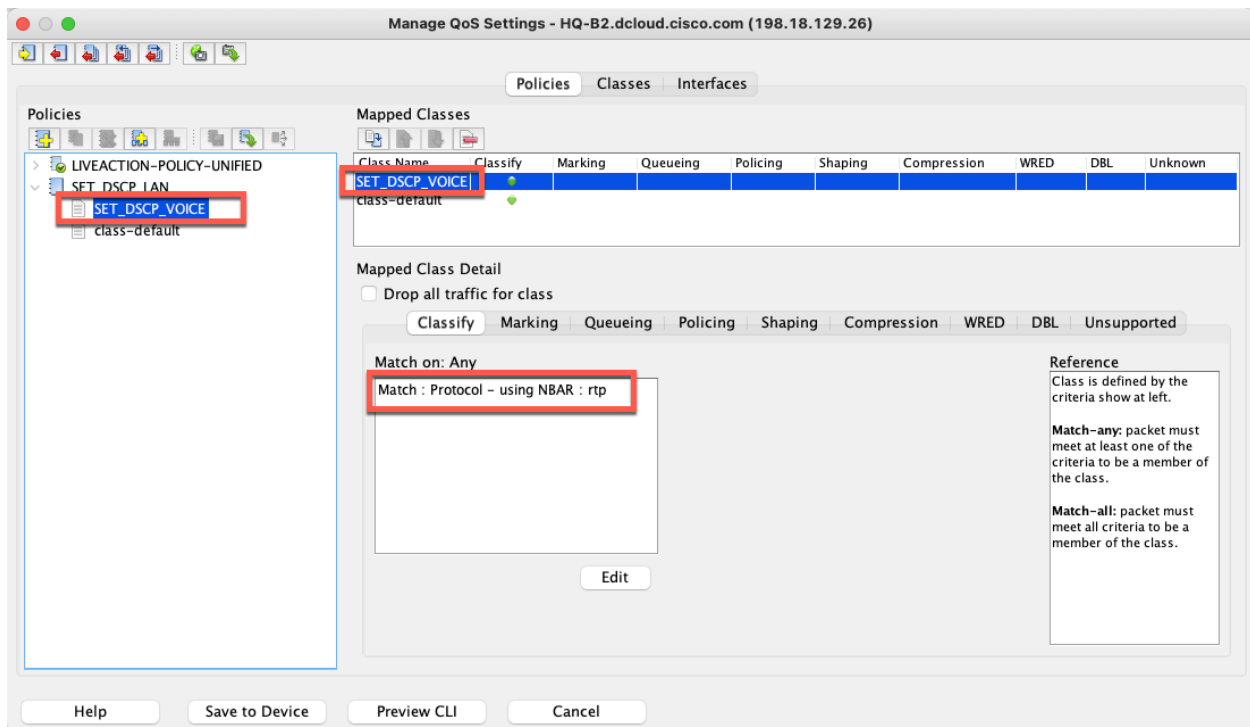 Manage QoS Settings - HQ-B2.dcloud.cisco.com (198.18.129.26)
Policies Classes Interfaces
Policies
LIVEACTION-POLICY-UNIFIED
SET_DSCP_LAN
SET_DSCP_VOICE
class-default
Mapped Classes
Class Name Classify Marking Queueing Policing Shaping Compression WRED DBL Unknown
SET_DSCP_VOICE
class-default
Mapped Class Detail
Drop all traffic for class
Classify Marking Queueing Policing Shaping Compression WRED DBL Unsupported
Match on: Any
Match : Protocol - using NBAR : rtp
Edit
Reference
Class is defined by the
criteria show at left.
Match-any: packet must
meet at least one of the
criteria to be a member of
the class.
Match-all: packet must
meet all criteria to be a
member of the class.
Help Save to Device Preview CLI Cancel